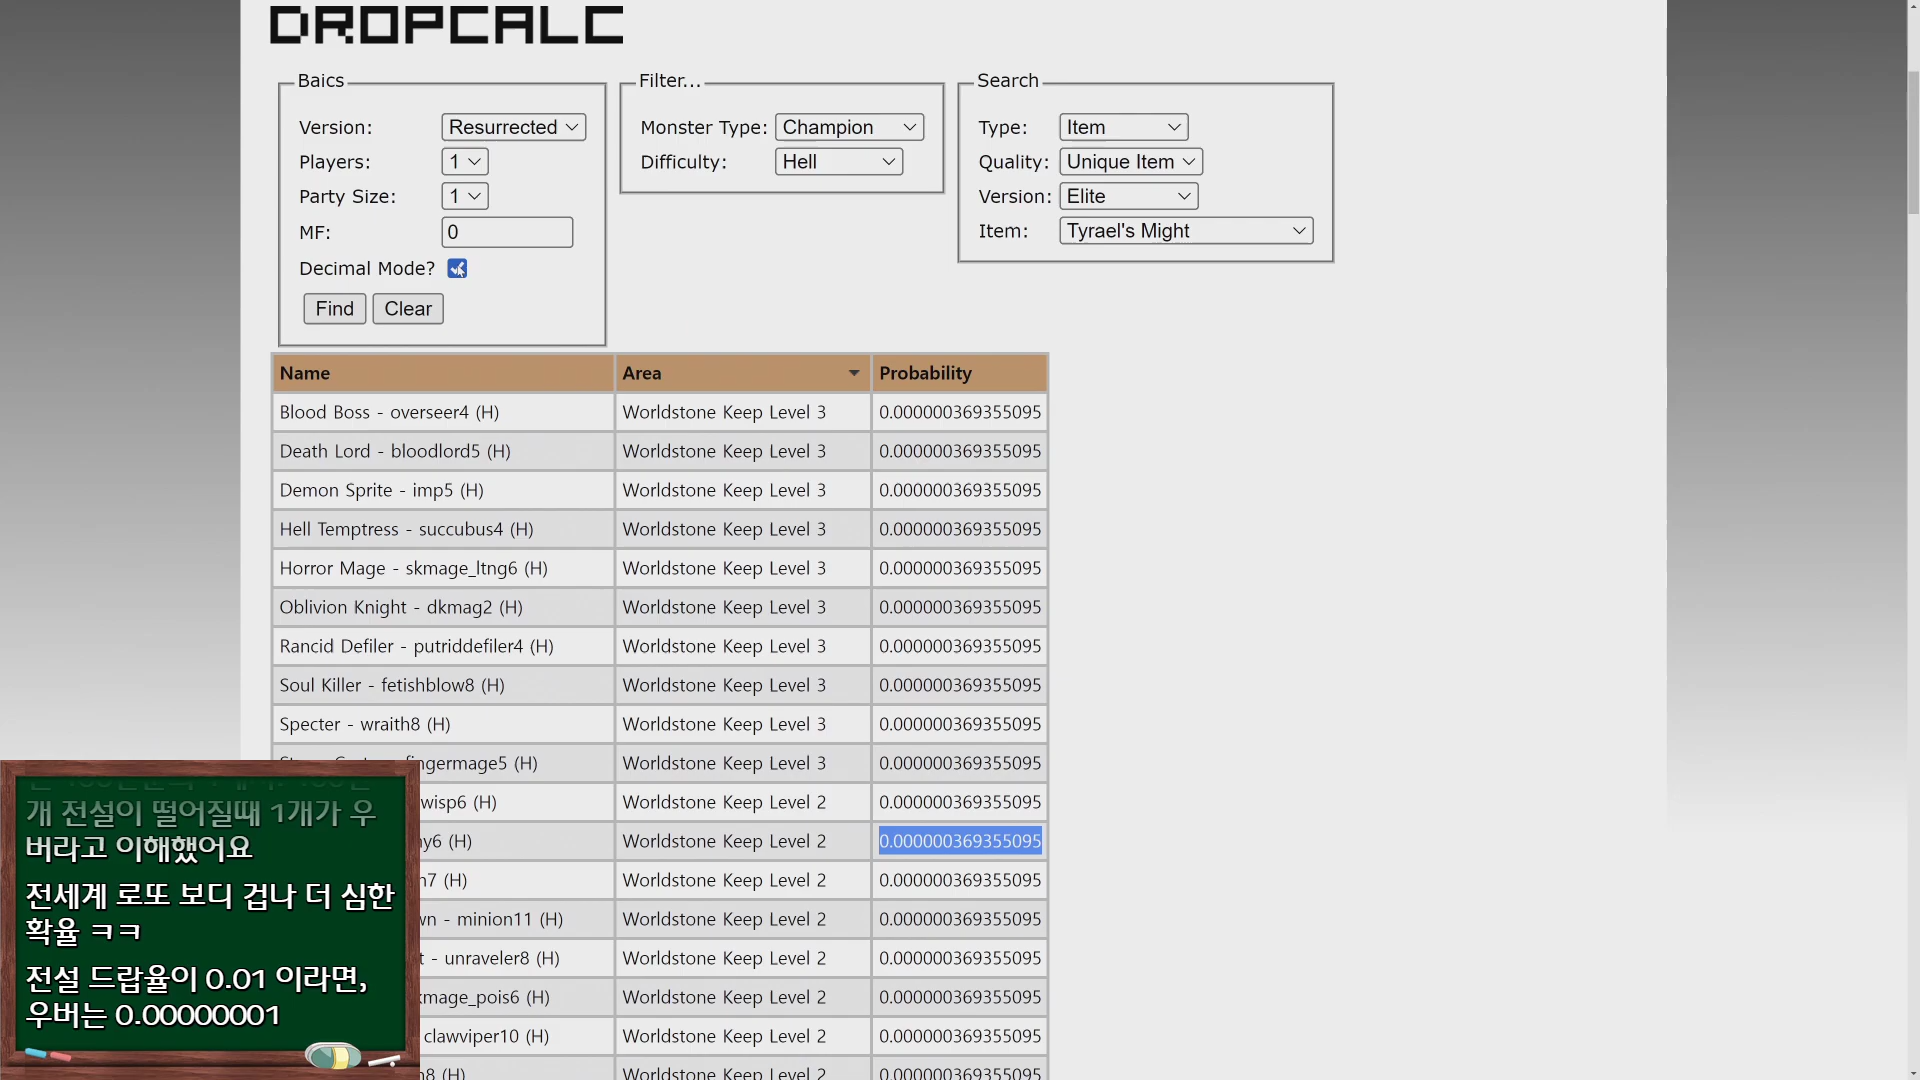 DROPCALC
Baics
Version: Resurrected
Players: 1
Party Size: 1
MF: 0
Decimal Mode?
Find Clear
Filter...
Monster Type: Champion
Difficulty: Hell
Search
Type: Item
Quality: Unique Item
Version: Elite
Item: Tyrael's Might
Name Area Probability
Blood Boss - overseer4 (H) Worldstone Keep Level 3 0.000000369355095
Death Lord - bloodlord5 (H) Worldstone Keep Level 3 0.000000369355095
Demon Sprite - imp5 (H) Worldstone Keep Level 3 0.000000369355095
Hell Temptress - succubus4 (H) Worldstone Keep Level 3 0.000000369355095
Horror Mage - skmage_ltng6 (H) Worldstone Keep Level 3 0.000000369355095
Oblivion Knight - dkmag2 (H) Worldstone Keep Level 3 0.000000369355095
Rancid Defiler - putriddefiler4 (H) Worldstone Keep Level 3 0.000000369355095
Soul Killer - fetishblow8 (H) Worldstone Keep Level 3 0.000000369355095
Specter - wraith8 (H) Worldstone Keep Level 3 0.000000369355095
fingermage5 (H) Worldstone Keep Level 3 0.000000369355095
wisp6 (H) Worldstone Keep Level 2 0.000000369355095
(H) Worldstone Keep Level 2 0.000000369355095
(H) Worldstone Keep Level 2 0.000000369355095
- minion11 (H) Worldstone Keep Level 2 0.000000369355095
- unraveler8 (H) Worldstone Keep Level 2 0.000000369355095
kmage_pois6 (H) Worldstone Keep Level 2 0.000000369355095
clawviper10 (H) Worldstone Keep Level 2 0.000000369355095
(H) Worldstone Keep Level 2 0.000000369355095
개 전설이 떨어질때 1개가 우
버라고 이해했어요
전세계 로또 보디 겁나 더 심한
확율 ㅋㅋ
전설 드랍율이 0.01 이라면,
우버는 0.00000001